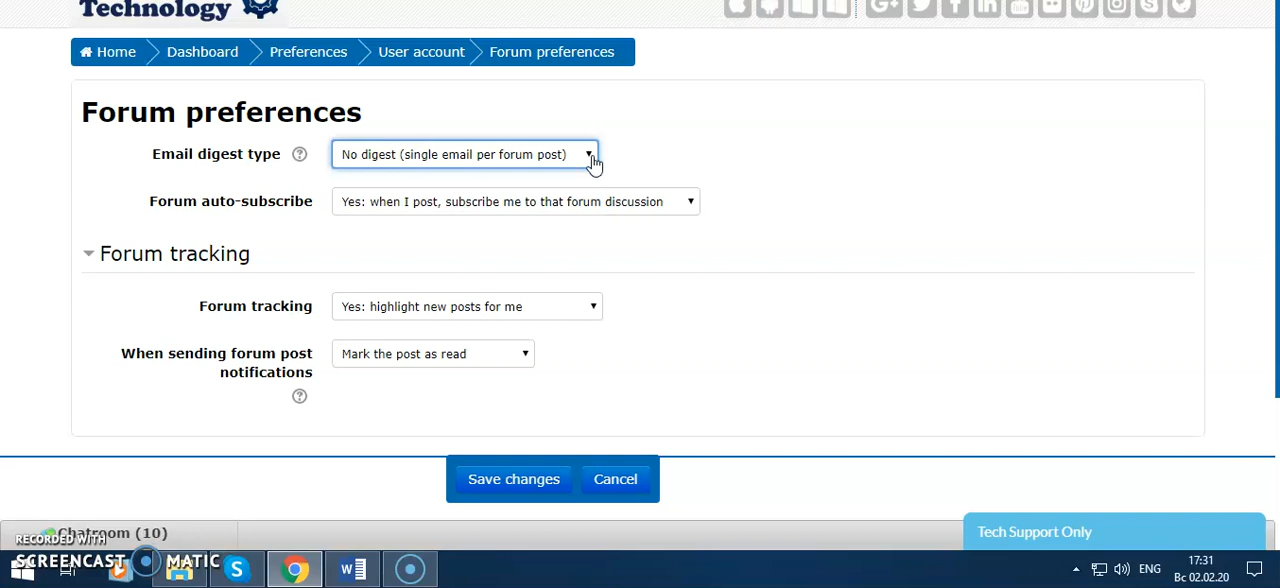 Technology
Home Dashboard Preferences User account Forum preferences
Forum preferences
Email digest type No digest (single email per forum post)
Forum auto-subscribe Yes: when I post, subscribe me to that forum discussion
Forum tracking
Forum tracking Yes: highlight new posts for me
When sending forum post notifications Mark the post as read
Save changes Cancel
Chatroom (10)
Tech Support Only
RECORDED WITH
SCREENCAST MATIC
ENG
17:31
Вс 02.02.20